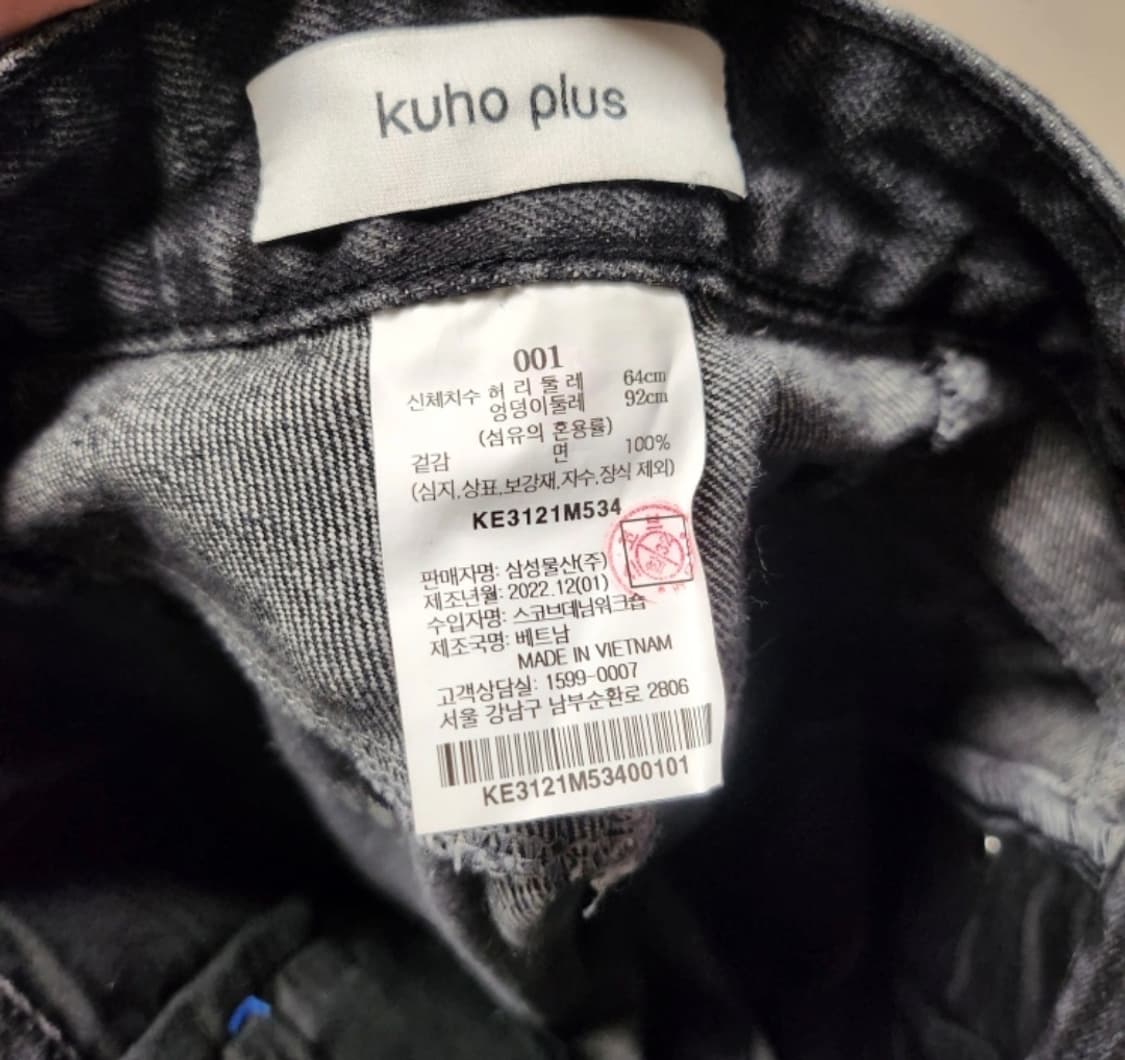 kuho plus
001
신체치수 허리둘레 64cm
엉덩이둘레 92cm
(섬유의 혼용률)
겉감 면 100%
(심지,상표,보강재,자수,장식 제외)
KE3121M534
판매자명: 삼성물산(주)
제조년월: 2022.12(01)
수입자명: 스코브데님워크숍
제조국명: 베트남
MADE IN VIETNAM
고객상담실: 1599-0007
서울 강남구 남부순환로 2806
KE3121M53400101